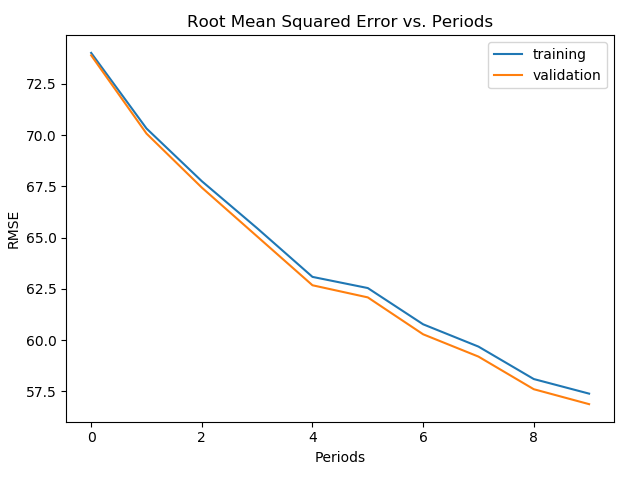 Root Mean Squared Error vs. Periods
training
validation
72.5
70.0
67.5
65.0
62.5
60.0
57.5
RMSE
0 2 4 6 8
Periods